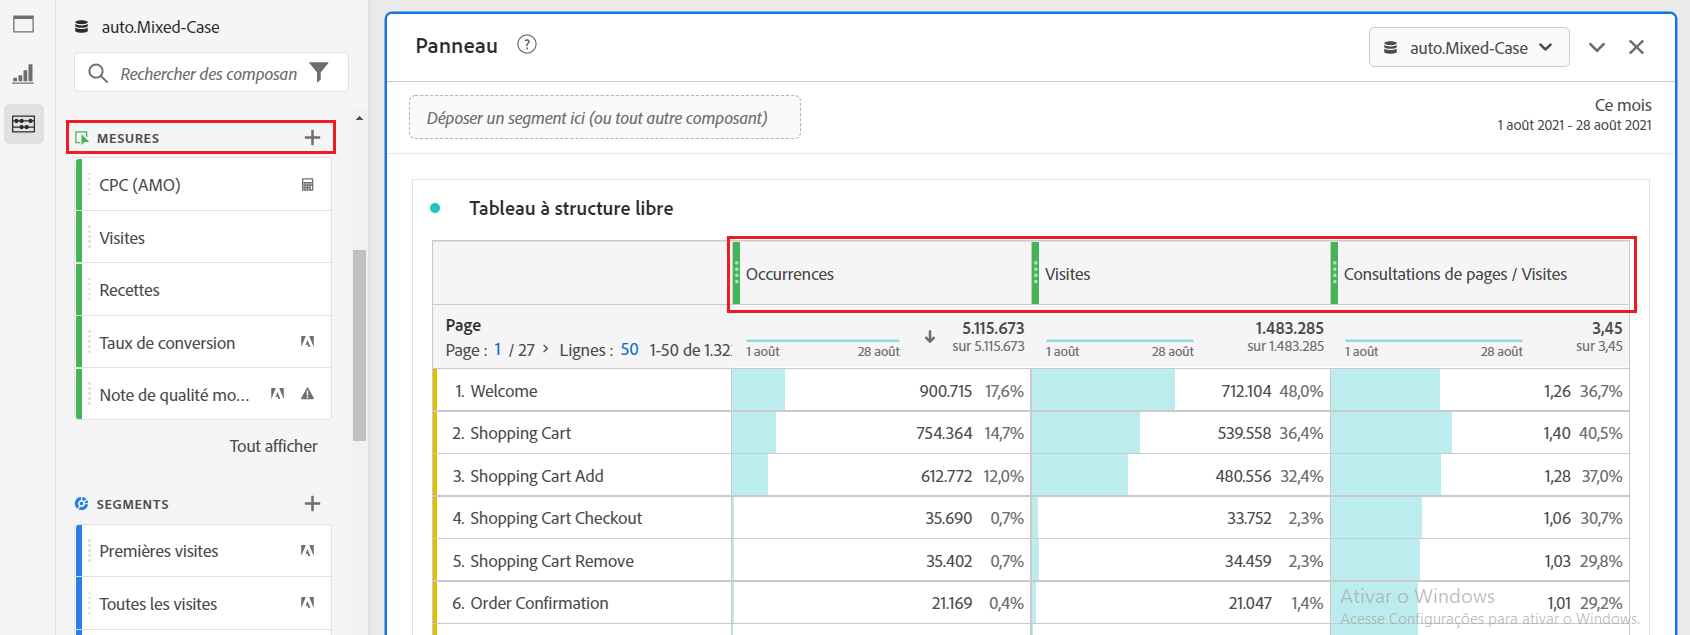 auto.Mixed-Case
Rechercher des composan
MESURES
CPC (AMO)
Visites
Recettes
Taux de conversion
Note de qualité mo...
Tout afficher
SEGMENTS
Premières visites
Toutes les visites
Panneau ?
auto.Mixed-Case
Déposer un segment ici (ou tout autre composant)
Ce mois
1 août 2021 - 28 août 2021
Tableau à structure libre
Occurrences Visites Consultations de pages / Visites
Page
Page : 1 / 27 > Lignes : 50 1-50 de 1.32
1 août 28 août 5.115.673 sur 5.115.673
1 août 28 août 1.483.285 sur 1.483.285
1 août 28 août 3,45 sur 3,45
1. Welcome 900.715 17,6% 712.104 48,0% 1,26 36,7%
2. Shopping Cart 754.364 14,7% 539.558 36,4% 1,40 40,5%
3. Shopping Cart Add 612.772 12,0% 480.556 32,4% 1,28 37,0%
4. Shopping Cart Checkout 35.690 0,7% 33.752 2,3% 1,06 30,7%
5. Shopping Cart Remove 35.402 0,7% 34.459 2,3% 1,03 29,8%
6. Order Confirmation 21.169 0,4% 21.047 1,4% 1,01 29,2%
Ativar o Windows
Acesse Configurações para ativar o Windows.